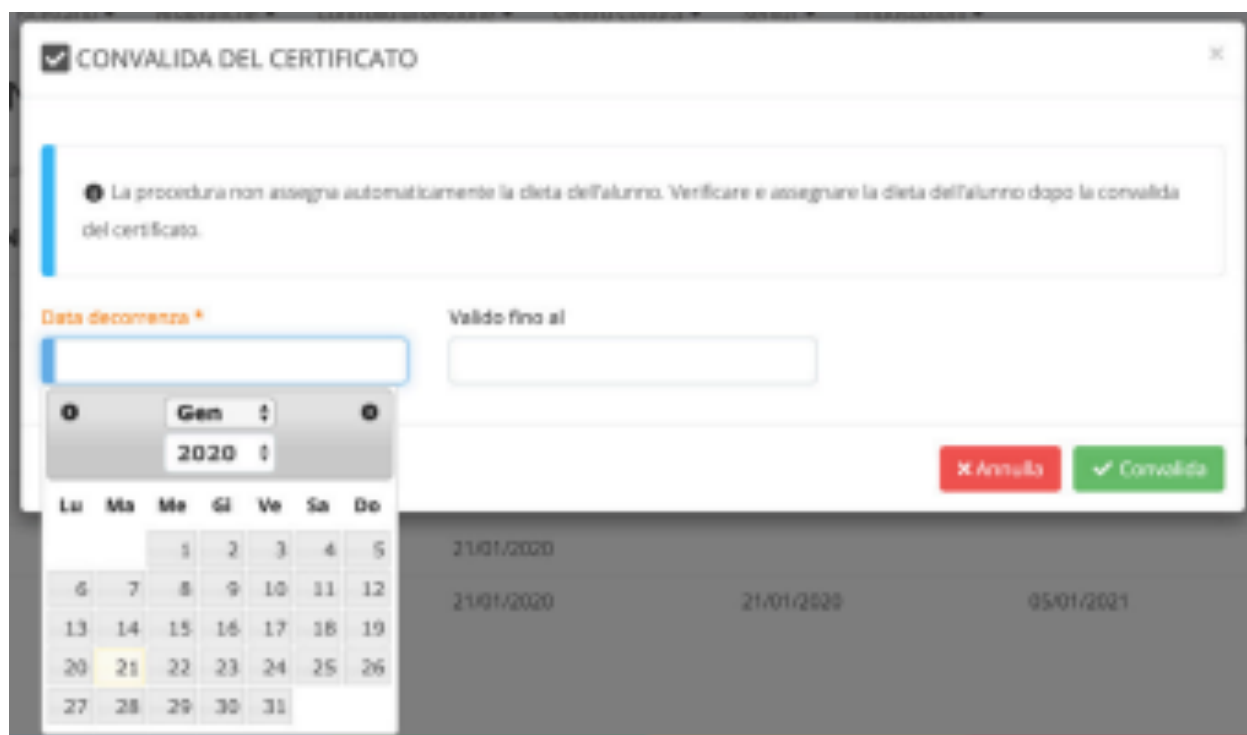 CONVALIDA DEL CERTIFICATO
La procedura non assegna automaticamente la dieta dell'alunno. Verificare e assegnare la dieta dell'alunno dopo la convalida
del certificato.
Data decorrenza * Valido fino al
Gen
2020
Annulla Convalida
Lu Ma Me Gi Ve Sa Do
1 2 3 4 5 21/01/2020
6 7 8 9 10 11 12 21/01/2020 21/01/2020 05/01/2021
13 14 15 16 17 18 19
20 21 22 23 24 25 26
27 28 29 30 31